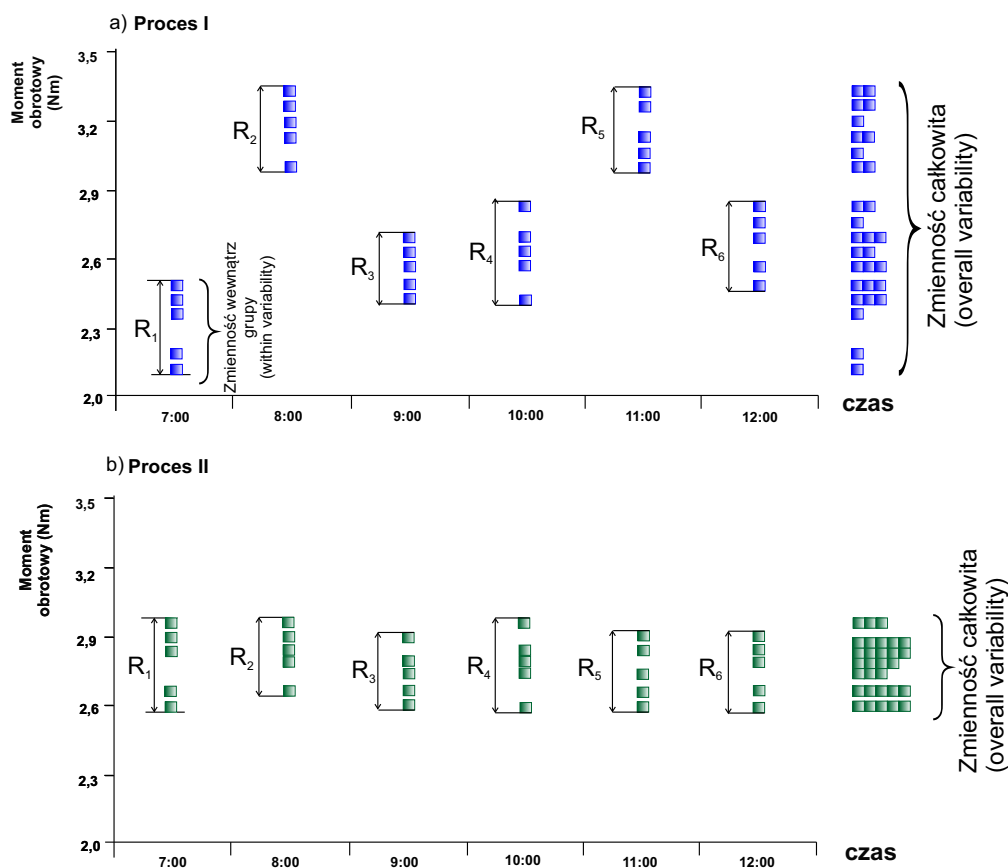 a) Proces I
Moment
obrotowy
(Nm)
3,5
3,2
2,9
2,6
2,3
2,0
R1
R2
R3
R4
R5
R6
Zmienność wewnątrz
grupy
(within variability)
Zmienność całkowita
(overall variability)
7:00
8:00
9:00
10:00
11:00
12:00
czas
b) Proces II
Moment
obrotowy (Nm)
3,5
3,2
2,9
2,6
2,3
2,0
R1
R2
R3
R4
R5
R6
Zmienność całkowita
(overall variability)
7:00
8:00
9:00
10:00
11:00
12:00
czas